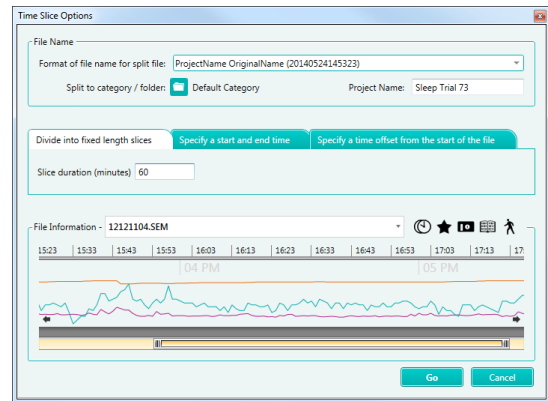 Time Slice Options
File Name
Format of file name for split file: ProjectName OriginalName (20140524145323)
Split to category / folder: Default Category Project Name: Sleep Trial 73
Divide into fixed length slices Specify a start and end time Specify a time offset from the start of the file
Slice duration (minutes) 60
File Information - 12121104.SEM
15:23 15:33 15:43 15:53 16:03 16:13 16:23 16:33 16:43 16:53 17:03 17:13 17:
04 PM 05 PM
Go Cancel